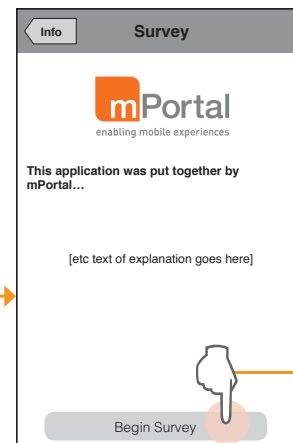 Info
Survey
mPortal
enabling mobile experiences
This application was put together by
mPortal…
[etc text of explanation goes here]
Begin Survey